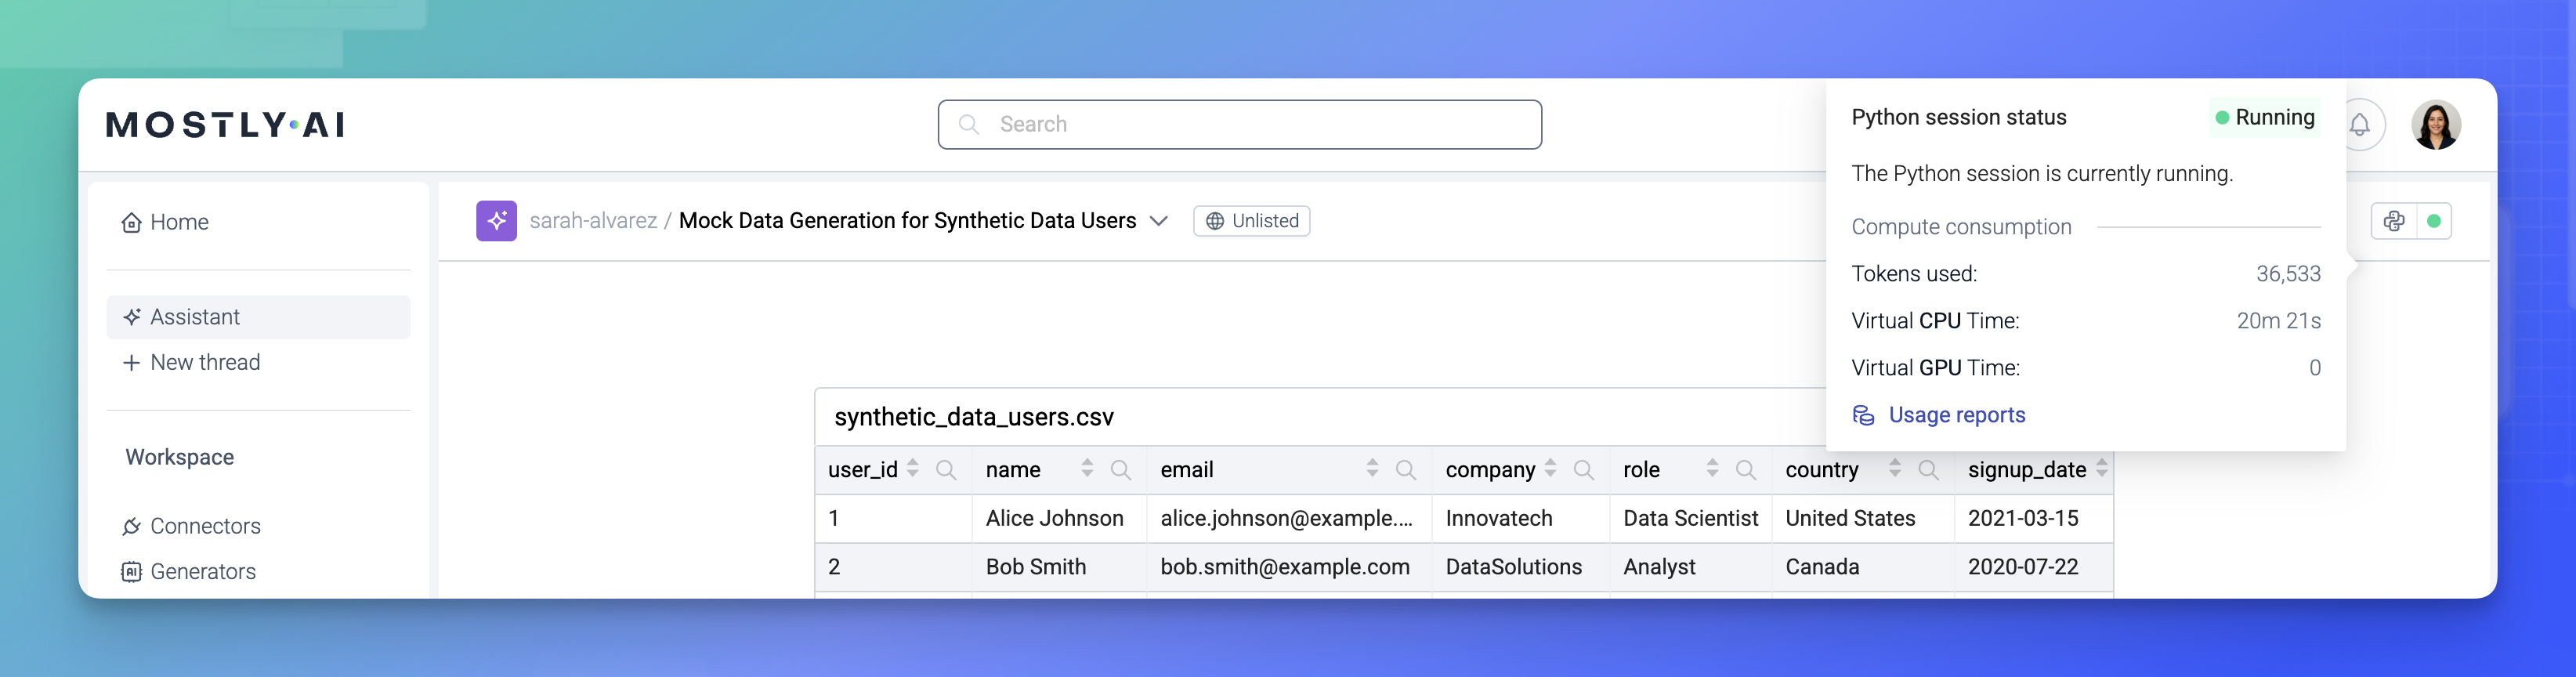 MOSTLY·AI
Search
Python session status
Running
The Python session is currently running.
Compute consumption
Tokens used: 36,533
Virtual CPU Time: 20m 21s
Virtual GPU Time: 0
Usage reports
Home
Assistant
New thread
Workspace
Connectors
Generators
sarah-alvarez / Mock Data Generation for Synthetic Data Users
Unlisted
synthetic_data_users.csv
user_id name email company role country signup_date
1 Alice Johnson alice.johnson@example.... Innovatech Data Scientist United States 2021-03-15
2 Bob Smith bob.smith@example.com DataSolutions Analyst Canada 2020-07-22